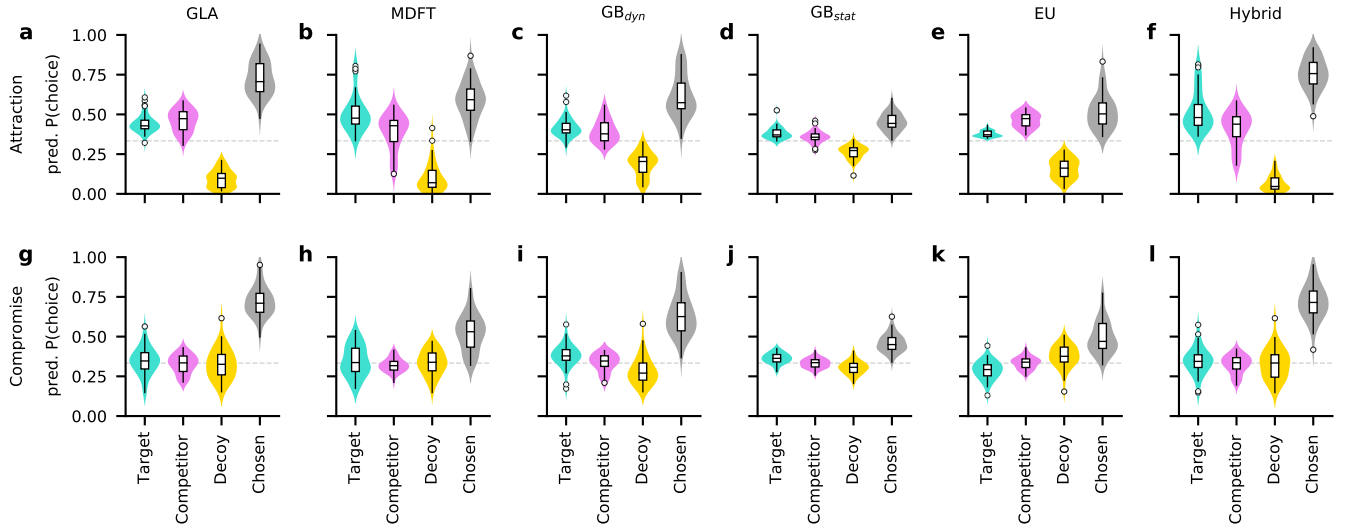 GLA MDFT GB_dyn GB_stat EU Hybrid
a b c d e f
Attraction
pred. P(choice)
1.00
0.75
0.50
0.25
0.00
g h i j k l
Compromise
pred. P(choice)
1.00
0.75
0.50
0.25
0.00
Target Competitor Decoy Chosen Target Competitor Decoy Chosen Target Competitor Decoy Chosen Target Competitor Decoy Chosen Target Competitor Decoy Chosen Target Competitor Decoy Chosen